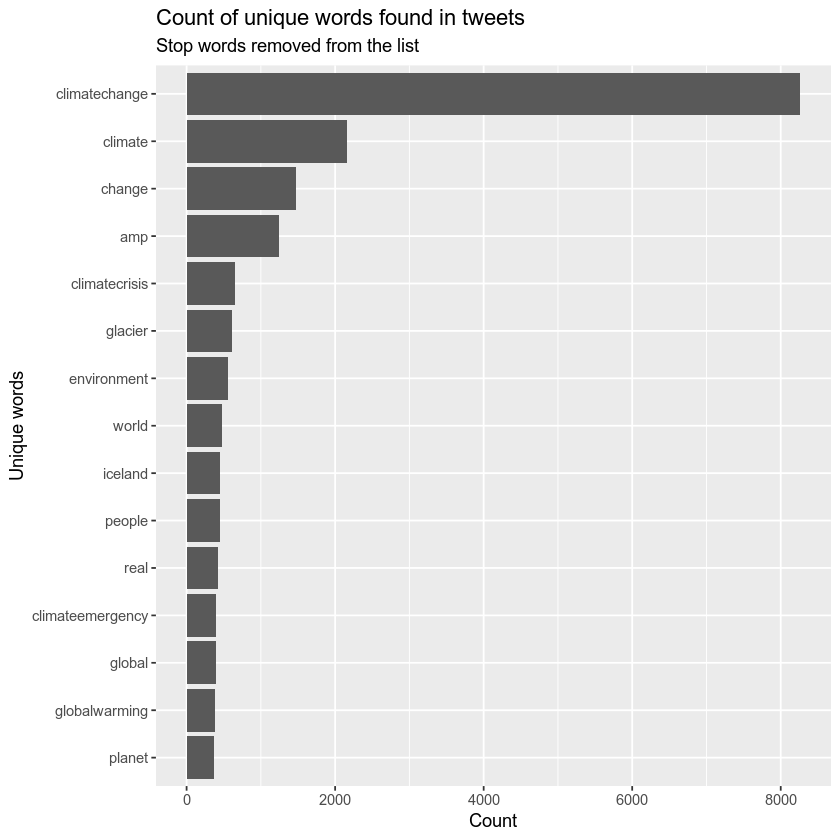 Count of unique words found in tweets
Stop words removed from the list
Unique words
climatechange
climate
change
amp
climatecrisis
glacier
environment
world
iceland
people
real
climateemergency
global
globalwarming
planet
0 2000 4000 6000 8000
Count